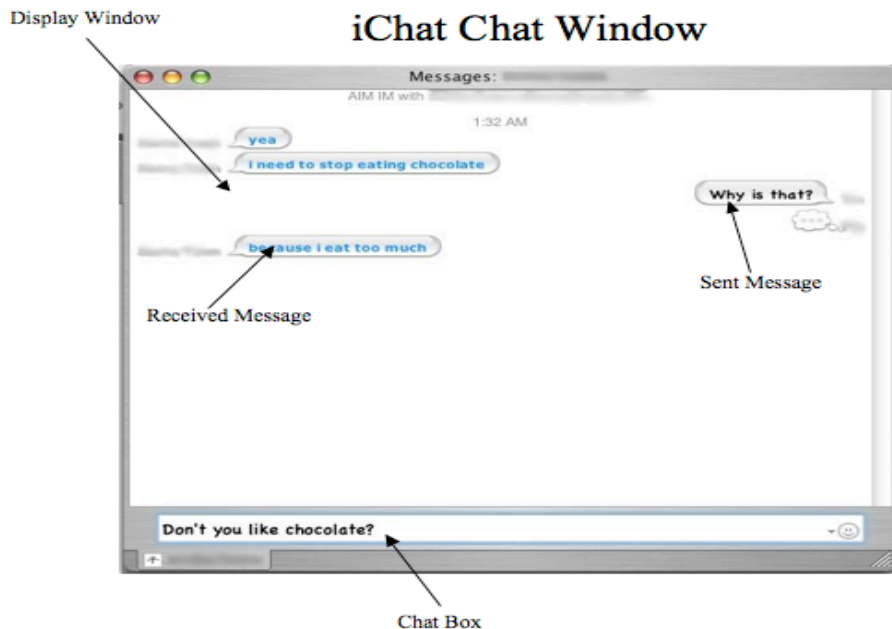 Display Window
iChat Chat Window
Messages:
AIM IM with
1:32 AM
yea
i need to stop eating chocolate
Why is that?
because i eat too much
Sent Message
Received Message
Don't you like chocolate?
Chat Box